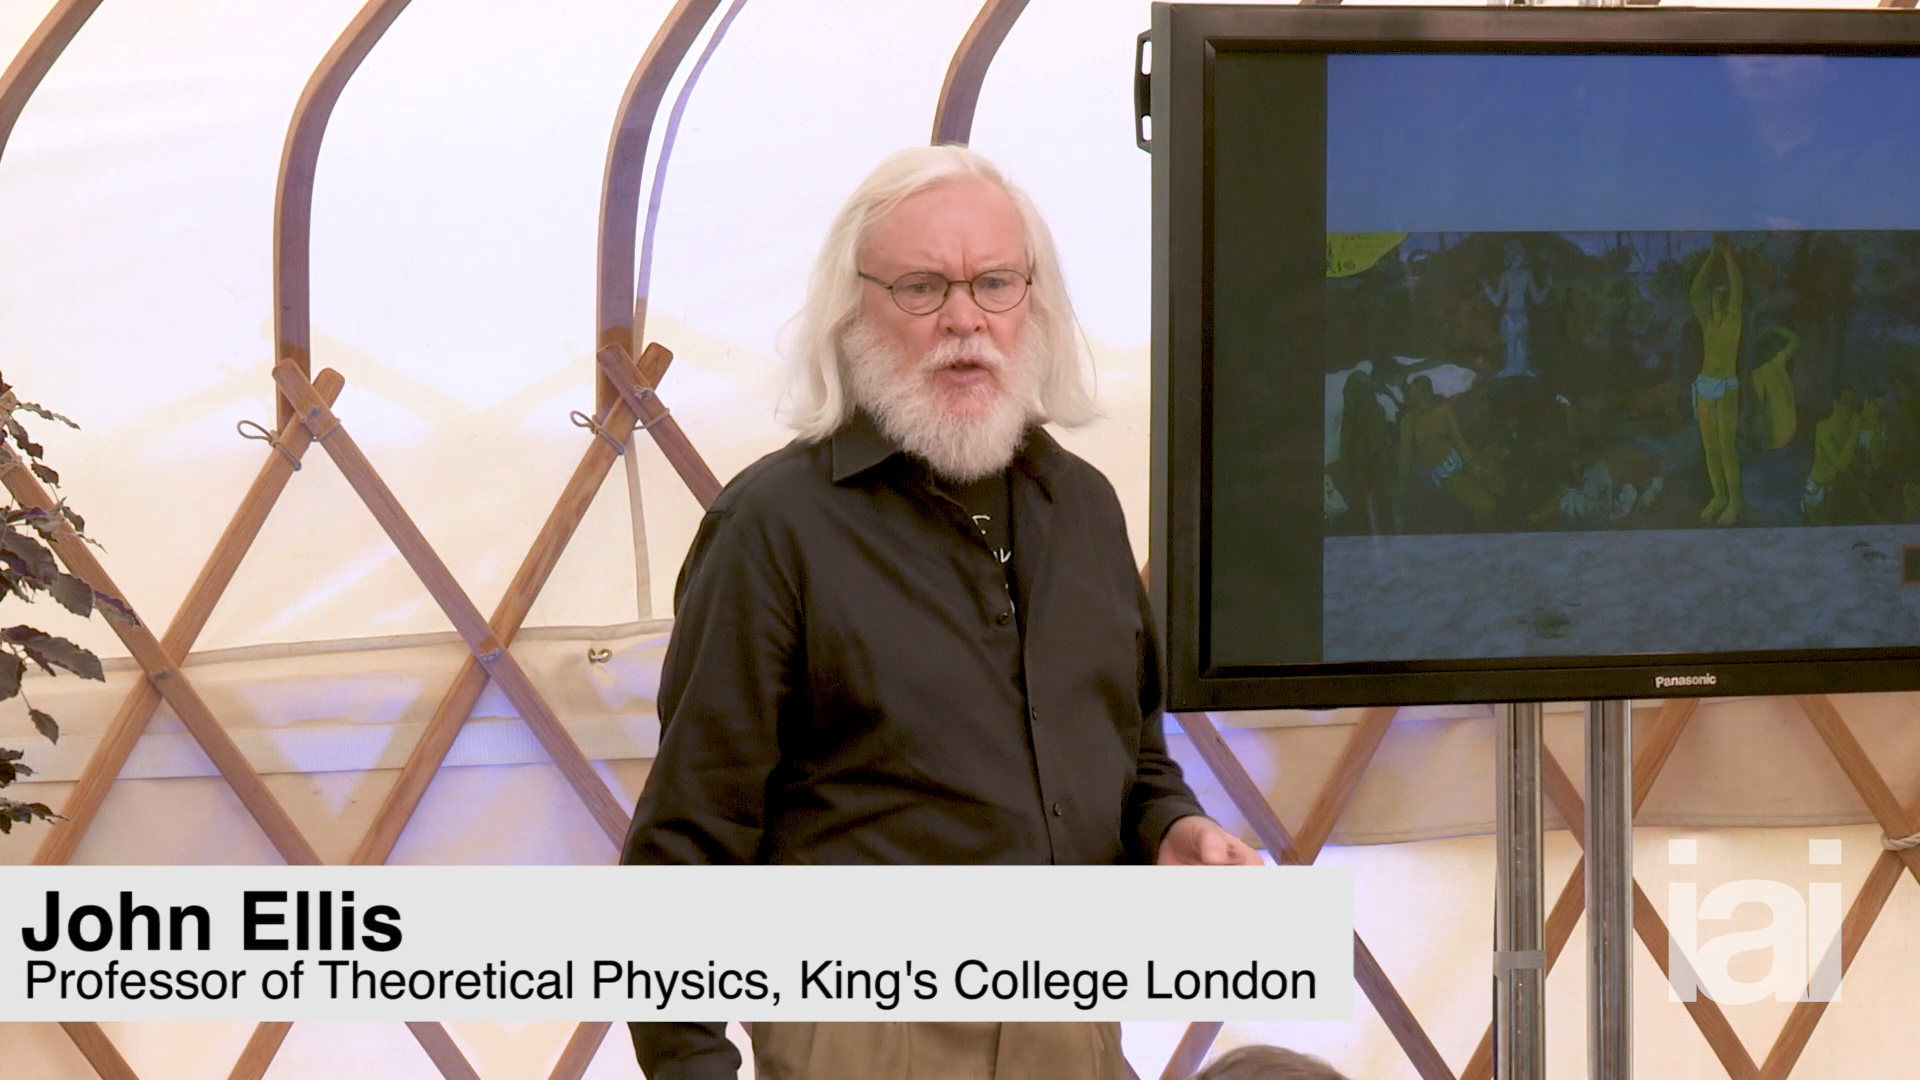 Panasonic
John Ellis
Professor of Theoretical Physics, King's College London
iai